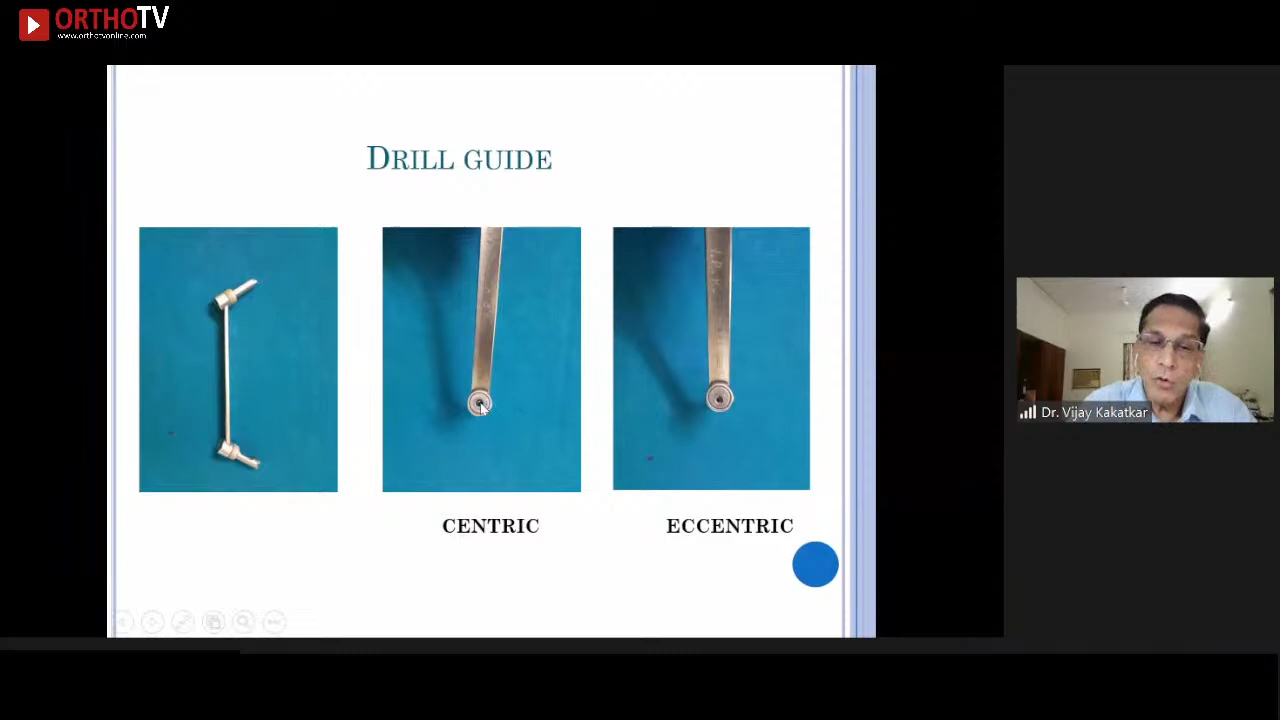 ORTHOTV
www.orthotvonline.com
DRILL GUIDE
CENTRIC
ECCENTRIC
Dr. Vijay Kakatkar